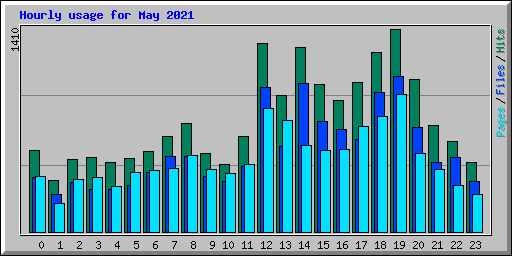 Hourly usage for May 2021
1410
Pages / Files / Hits
0 1 2 3 4 5 6 7 8 9 10 11 12 13 14 15 16 17 18 19 20 21 22 23